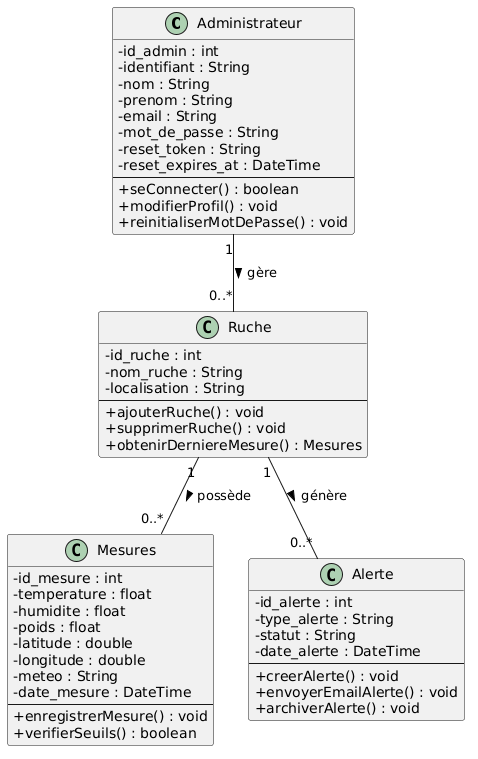 C Administrateur
-id_admin : int
-identifiant : String
-nom : String
-prenom : String
-email : String
-mot_de_passe : String
-reset_token : String
-reset_expires_at : DateTime
+seConnecter() : boolean
+modifierProfil() : void
+reinitialiserMotDePasse() : void
1
gère
0..*
C Ruche
-id_ruche : int
-nom_ruche : String
-localisation : String
+ajouterRuche() : void
+supprimerRuche() : void
+obtenirDerniereMesure() : Mesures
1
possède
0..*
1
génère
0..*
C Mesures
-id_mesure : int
-temperature : float
-humidite : float
-poids : float
-latitude : double
-longitude : double
-meteo : String
-date_mesure : DateTime
+enregistrerMesure() : void
+verifierSeuils() : boolean
C Alerte
-id_alerte : int
-type_alerte : String
-statut : String
-date_alerte : DateTime
+creerAlerte() : void
+envoyerEmailAlerte() : void
+archiverAlerte() : void